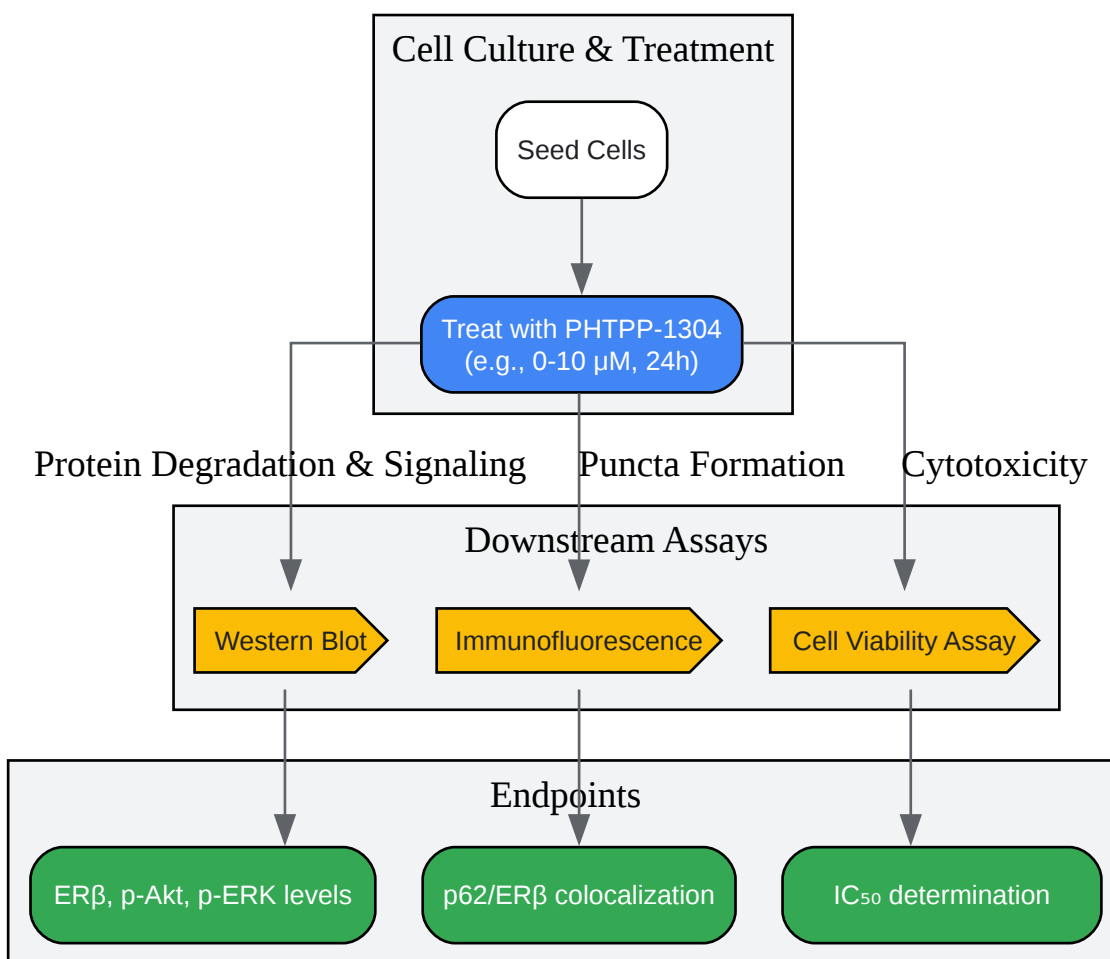 Cell Culture & Treatment
Seed Cells
Treat with PHTPP-1304
(e.g., 0-10 μM, 24h)
Protein Degradation & Signaling
Puncta Formation
Cytotoxicity
Downstream Assays
Western Blot
Immunofluorescence
Cell Viability Assay
Endpoints
ERβ, p-Akt, p-ERK levels
p62/ERβ colocalization
IC₅₀ determination